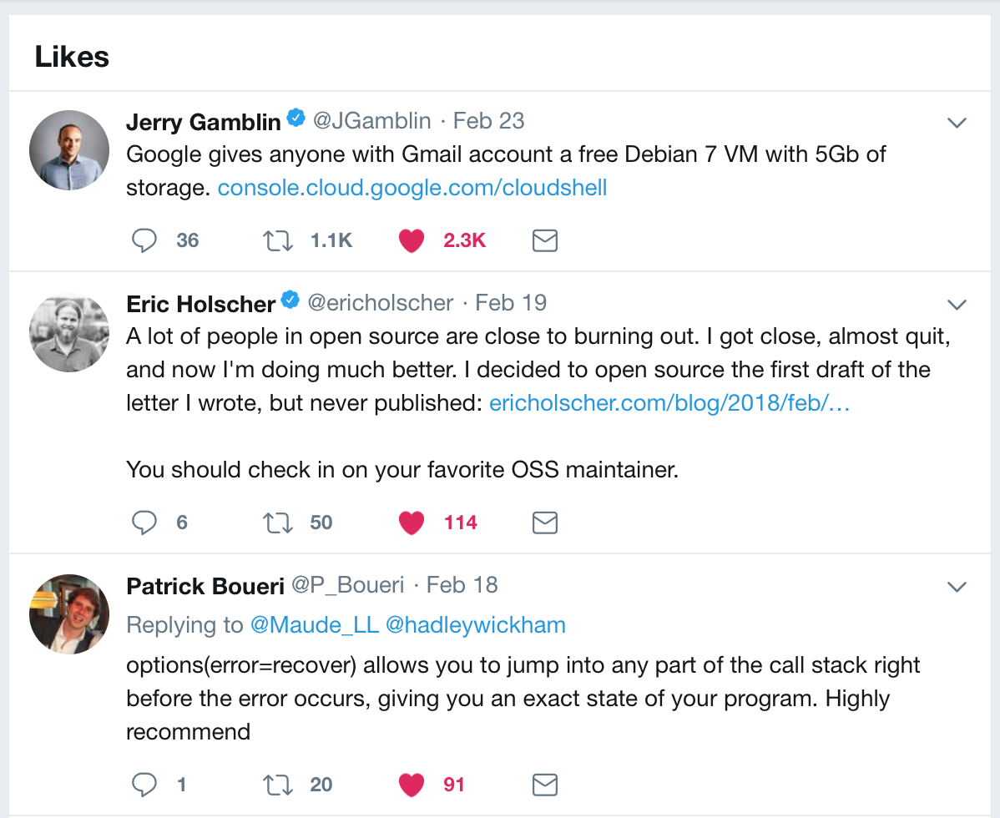 Likes
Jerry Gamblin @JGamblin · Feb 23
Google gives anyone with Gmail account a free Debian 7 VM with 5Gb of
storage. console.cloud.google.com/cloudshell
36 1.1K 2.3K
Eric Holscher @ericholscher · Feb 19
A lot of people in open source are close to burning out. I got close, almost quit,
and now I'm doing much better. I decided to open source the first draft of the
letter I wrote, but never published: ericholscher.com/blog/2018/feb/…
You should check in on your favorite OSS maintainer.
6 50 114
Patrick Boueri @P_Boueri · Feb 18
Replying to @Maude_LL @hadleywickham
options(error=recover) allows you to jump into any part of the call stack right
before the error occurs, giving you an exact state of your program. Highly
recommend
1 20 91